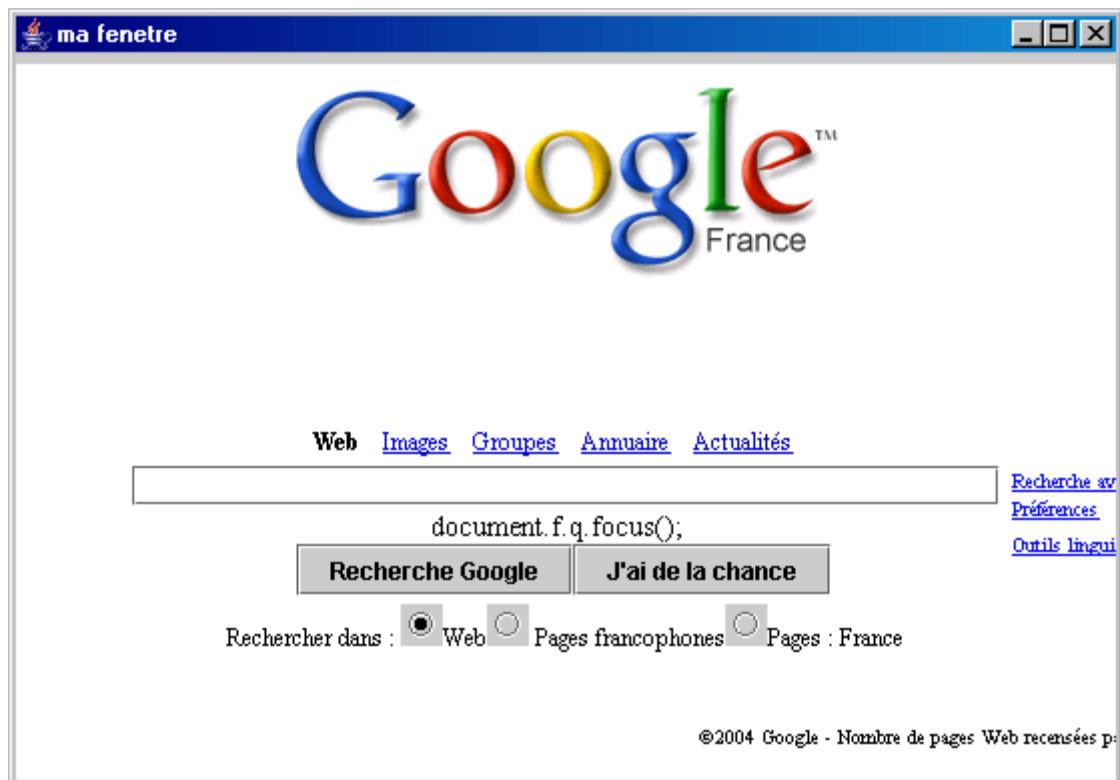 ma fenetre
Google™
France
Web Images Groupes Annuaire Actualités
Recherche av
Préférences
document.f.q.focus();
Outils lingui
Recherche Google J'ai de la chance
Rechercher dans : Web Pages francophones Pages : France
©2004 Google - Nombre de pages Web recensées p